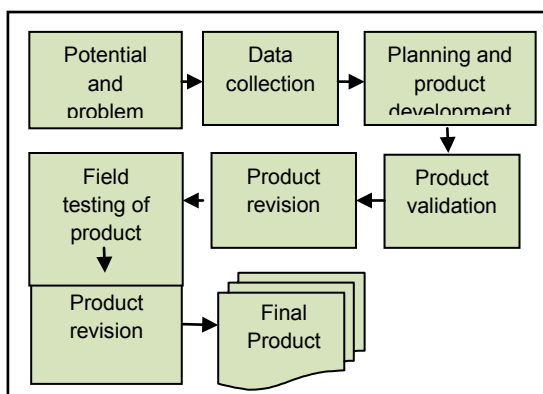 Potential
and
problem
Data
collection
Planning and
product
development
Product
validation
Product
revision
Field
testing of
product
Product
revision
Final
Product